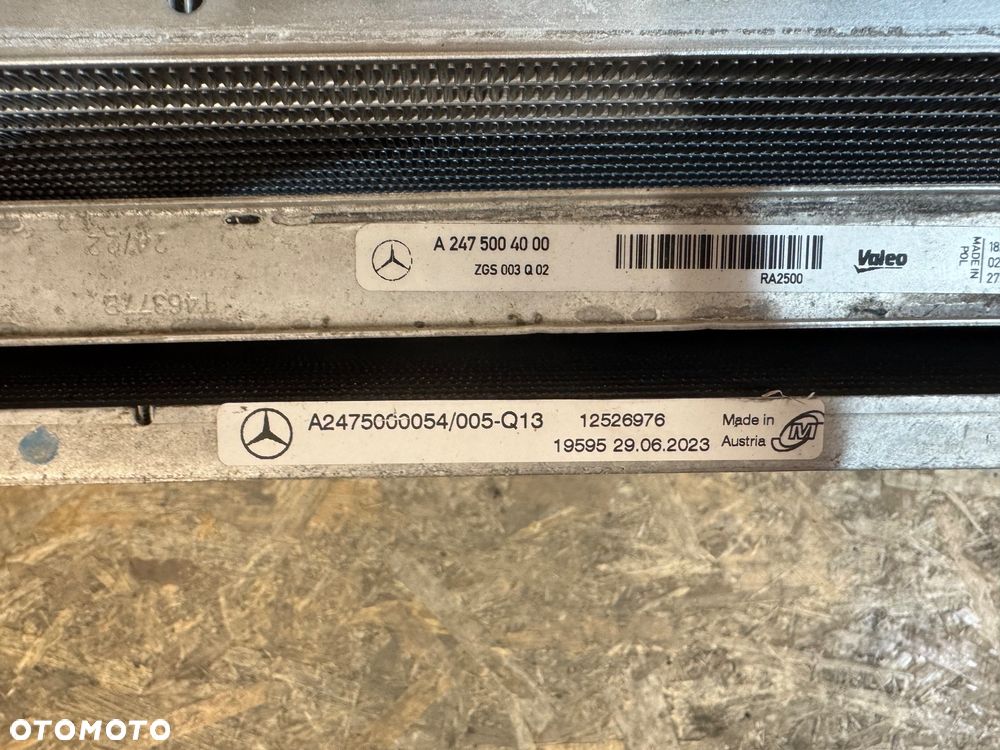 A 247 500 40 00
ZGS 003 Q 02
RA2500
Valeo
MADE IN
POL
A2475000054/005-Q13 12526976
19595 29.06.2023
Made in
Austria
OTOMOTO